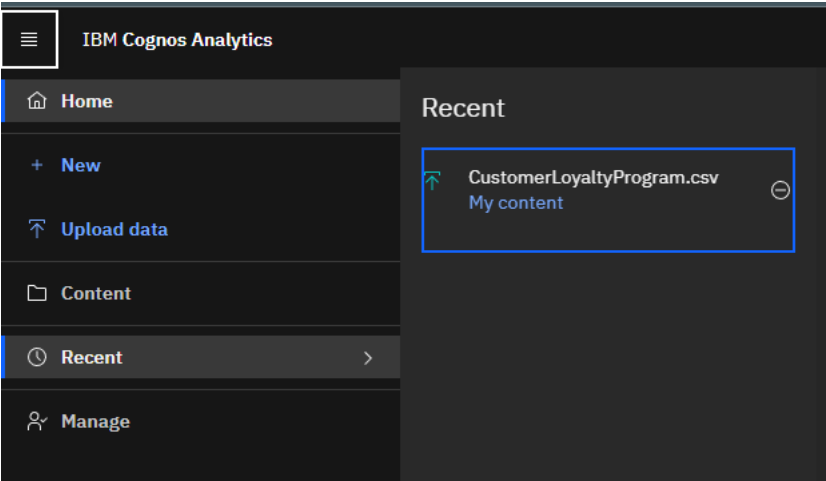 IBM Cognos Analytics
Home
New
Upload data
Content
Recent
Manage
Recent
CustomerLoyaltyProgram.csv
My content